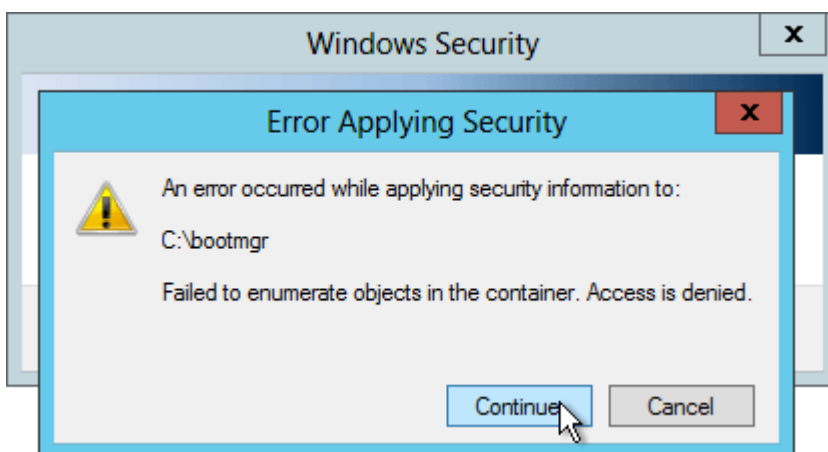 Windows Security
x
Error Applying Security
x
An error occurred while applying security information to:
C:\bootmgr
Failed to enumerate objects in the container. Access is denied.
Continue
Cancel